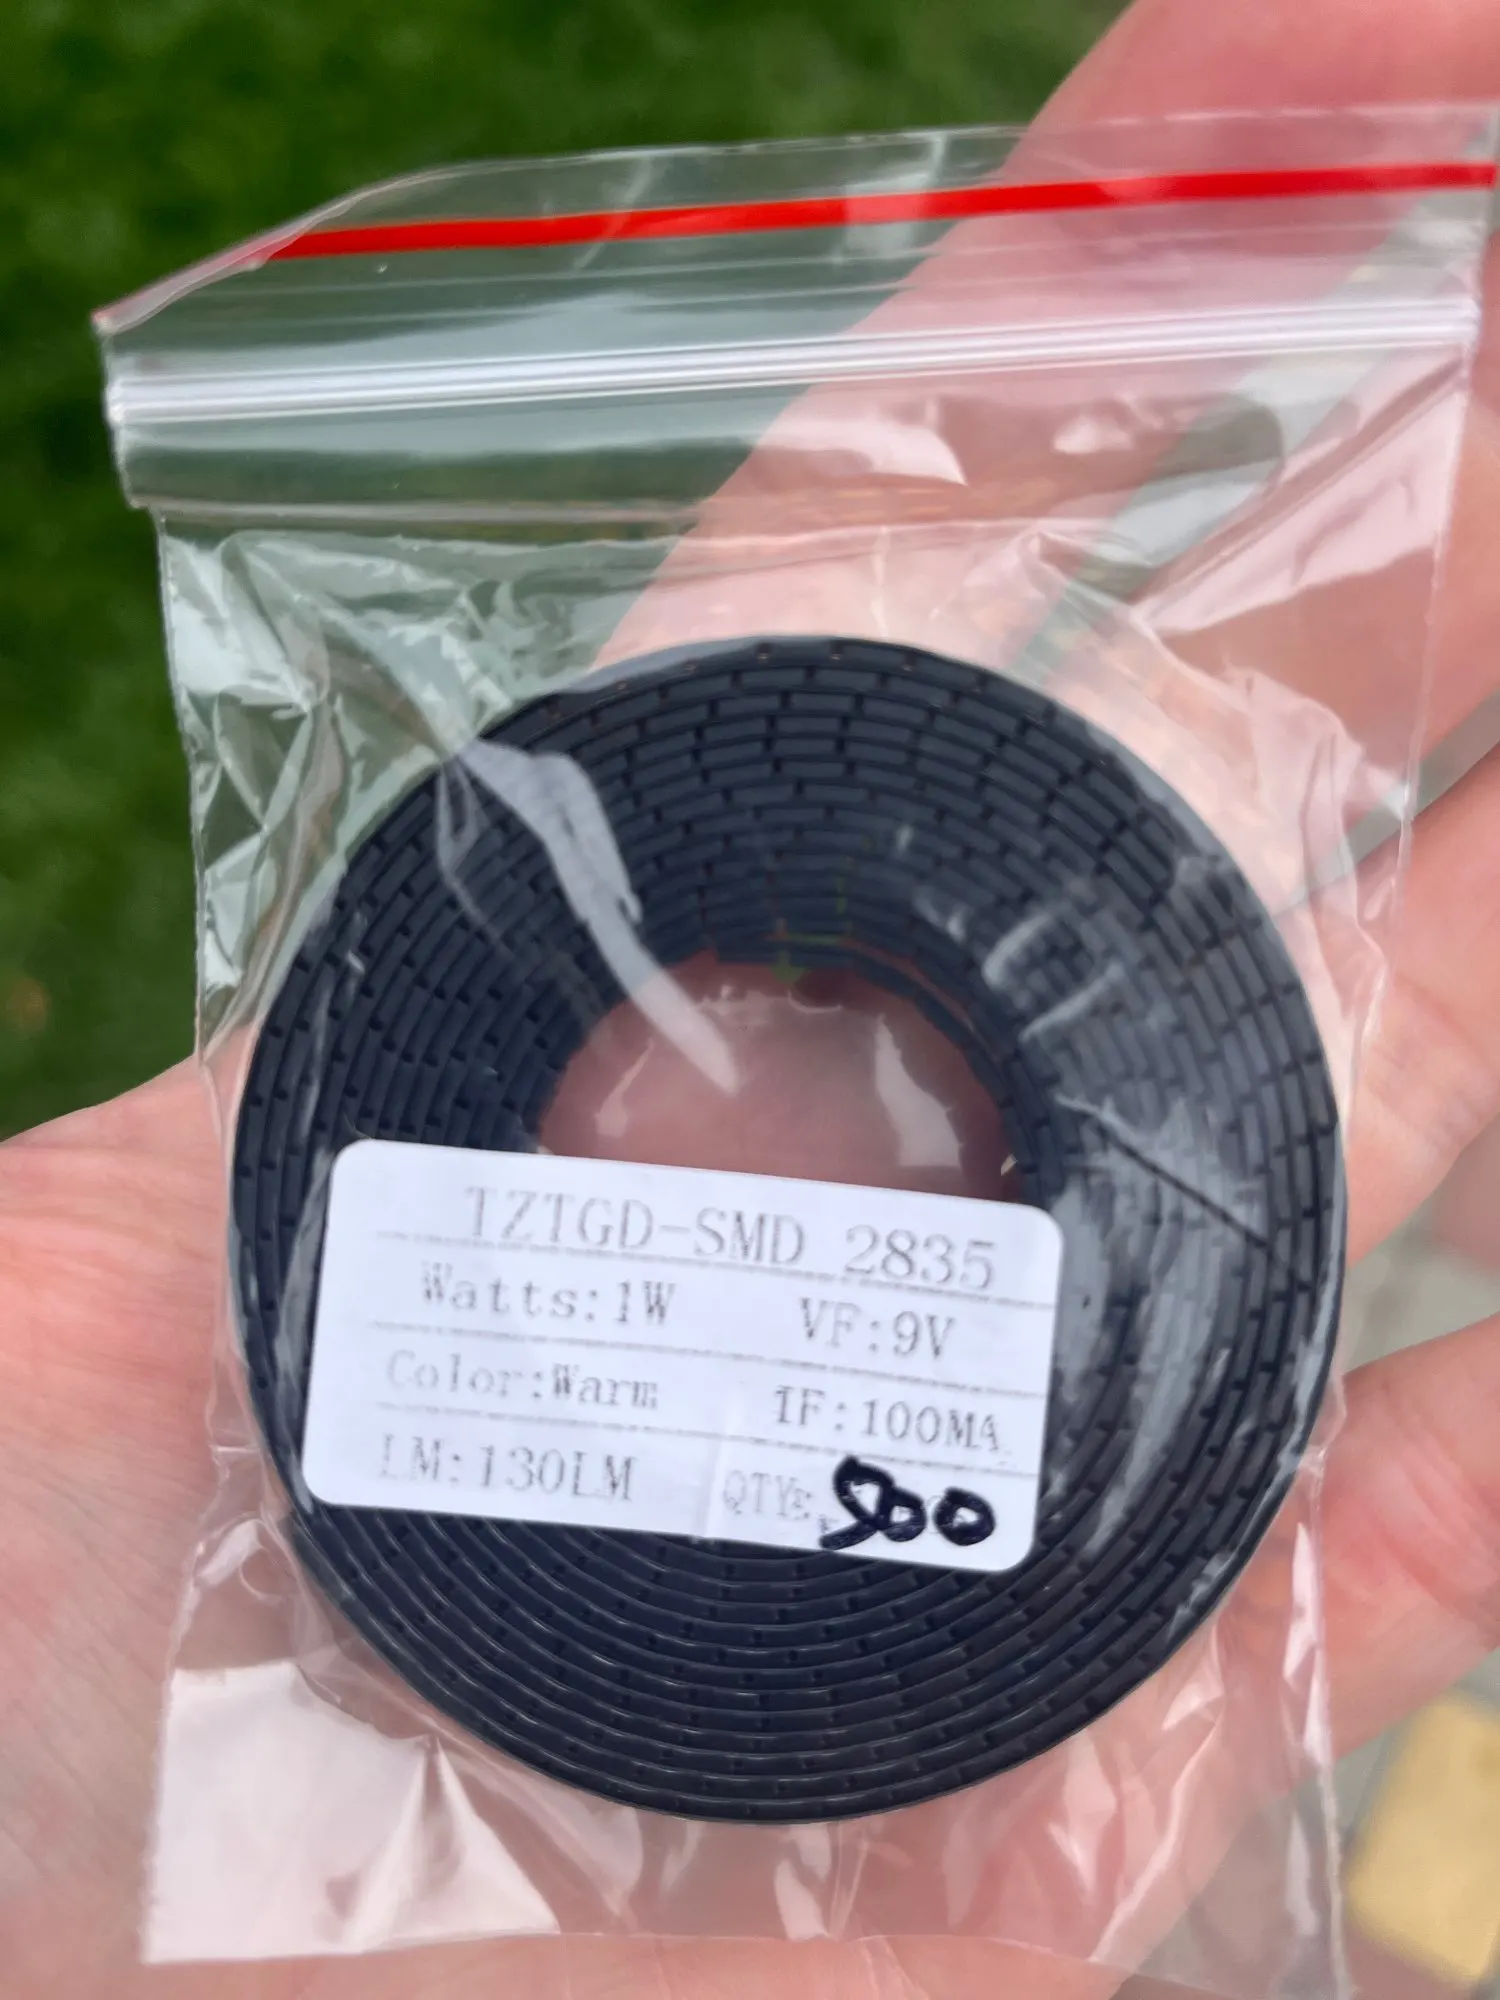 TZTGD-SMD 2835
Watts:1W VF:9V
Color:Warm IF:100MA
LM:130LM QTY: